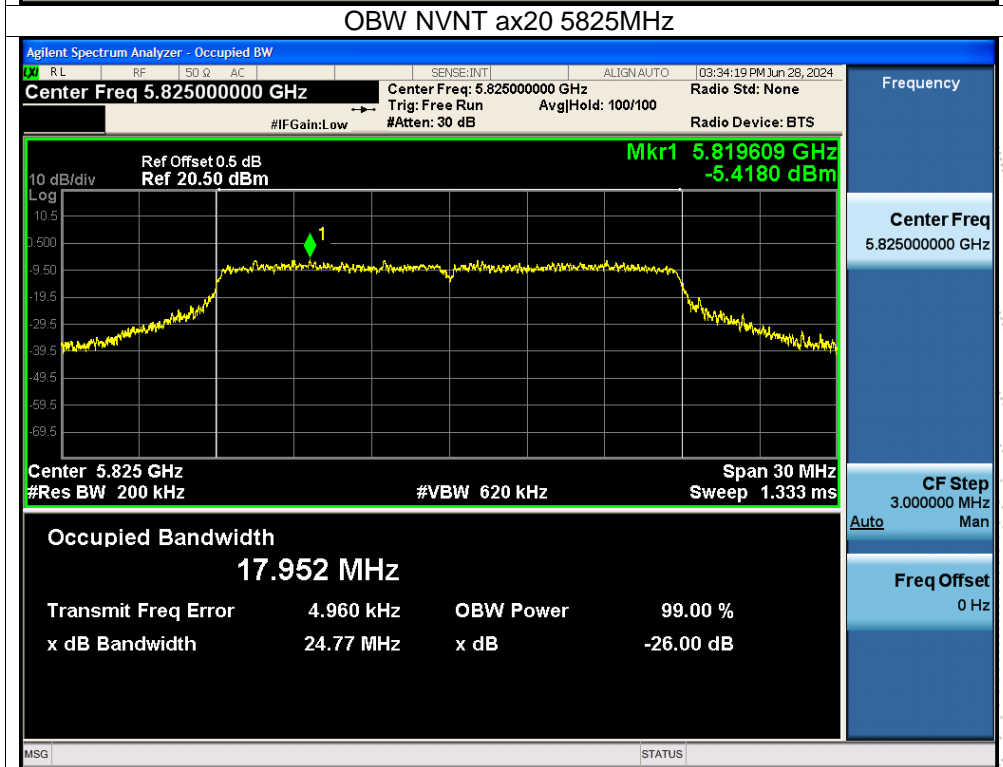 OBW NVNT ax20 5825MHz
Agilent Spectrum Analyzer - Occupied BW
LXI RL RF 50 Ω AC SENSE:INT ALIGN AUTO 03:34:19 PM Jun 28, 2024
Center Freq 5.825000000 GHz
Center Freq: 5.825000000 GHz
Radio Std: None
Trig: Free Run Avg|Hold: 100/100
#IFGain:Low #Atten: 30 dB Radio Device: BTS
Frequency
Mkr1 5.819609 GHz
-5.4180 dBm
Ref Offset 0.5 dB
10 dB/div Ref 20.50 dBm
Log
10.5
0.500
-9.50
-19.5
-29.5
-39.5
-49.5
-59.5
-69.5
1
Center 5.825 GHz Span 30 MHz
#Res BW 200 kHz #VBW 620 kHz Sweep 1.333 ms
Center Freq
5.825000000 GHz
CF Step
3.000000 MHz
Auto Man
Freq Offset
0 Hz
Occupied Bandwidth
17.952 MHz
Transmit Freq Error 4.960 kHz OBW Power 99.00 %
x dB Bandwidth 24.77 MHz x dB -26.00 dB
MSG STATUS